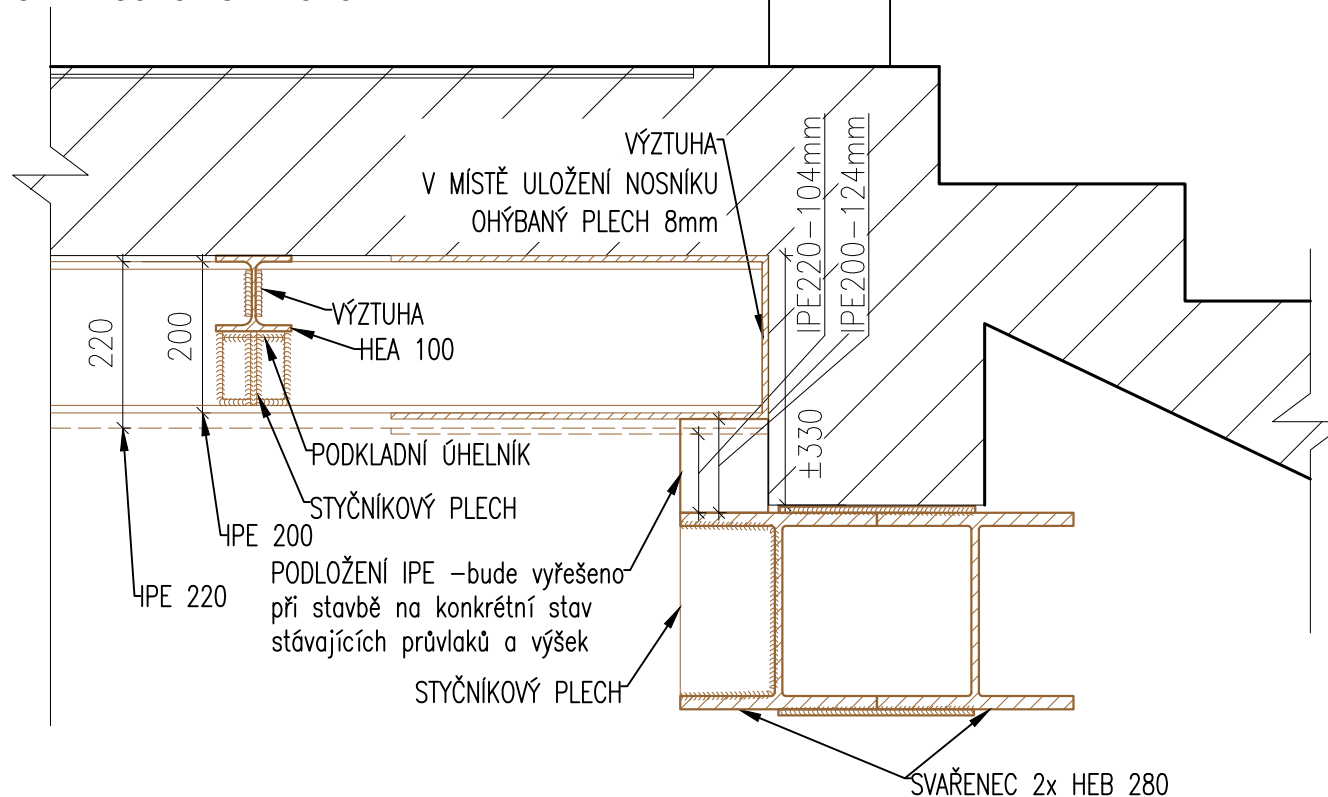 VÝZTUHA
V MÍSTĚ ULOŽENÍ NOSNÍKU
OHÝBANÝ PLECH 8mm
IPE220-104mm
IPE200-124mm
220
200
VÝZTUHA
HEA 100
±330
PODKLADNÍ ÚHELNÍK
STYČNÍKOVÝ PLECH
IPE 200
IPE 220
PODLOŽENÍ IPE -bude vyřešeno
při stavbě na konkrétní stav
stávajících průvlaků a výšek
STYČNÍKOVÝ PLECH
SVAŘENEC 2x HEB 280